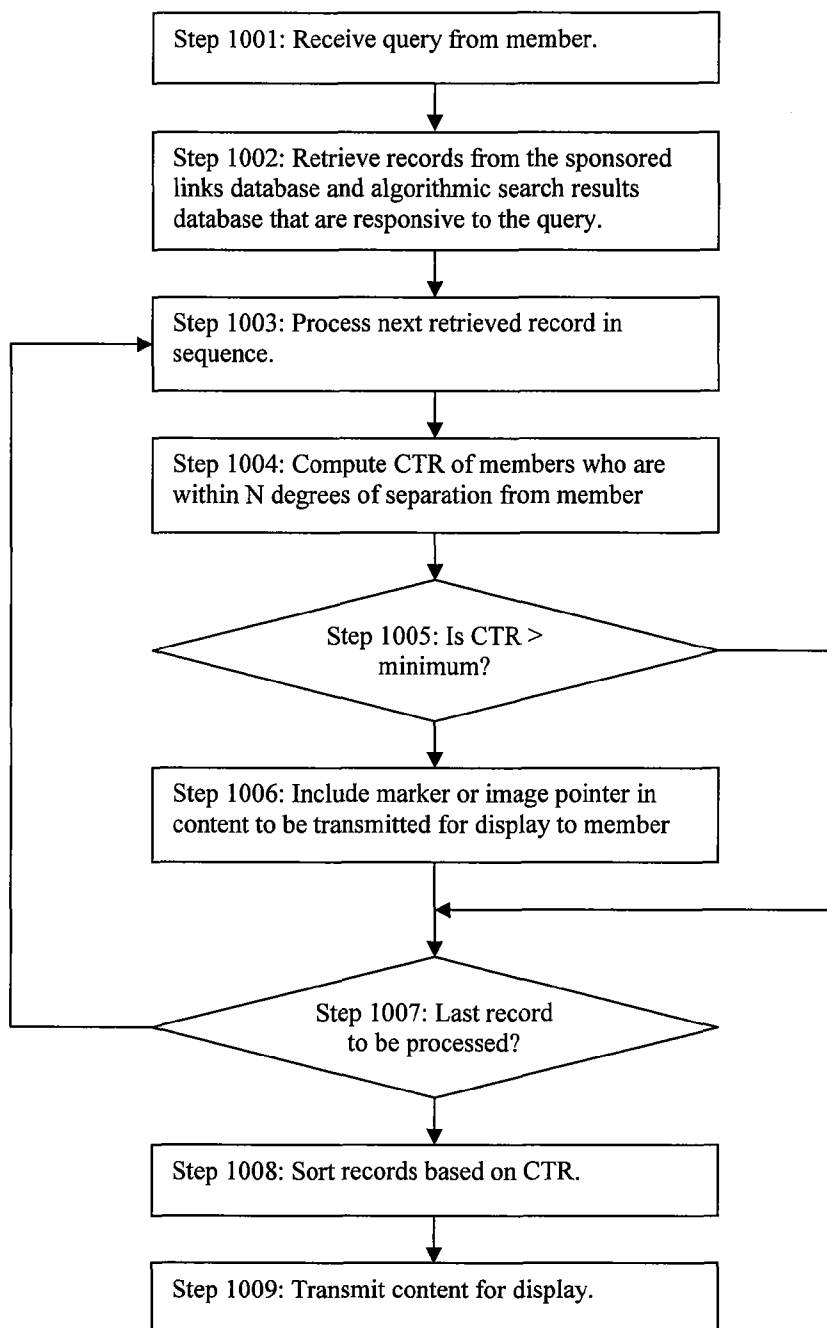 Step 1001: Receive query from member.
Step 1002: Retrieve records from the sponsored
links database and algorithmic search results
database that are responsive to the query.
Step 1003: Process next retrieved record in
sequence.
Step 1004: Compute CTR of members who are
within N degrees of separation from member
Step 1005: Is CTR >
minimum?
Step 1006: Include marker or image pointer in
content to be transmitted for display to member
Step 1007: Last record
to be processed?
Step 1008: Sort records based on CTR.
Step 1009: Transmit content for display.